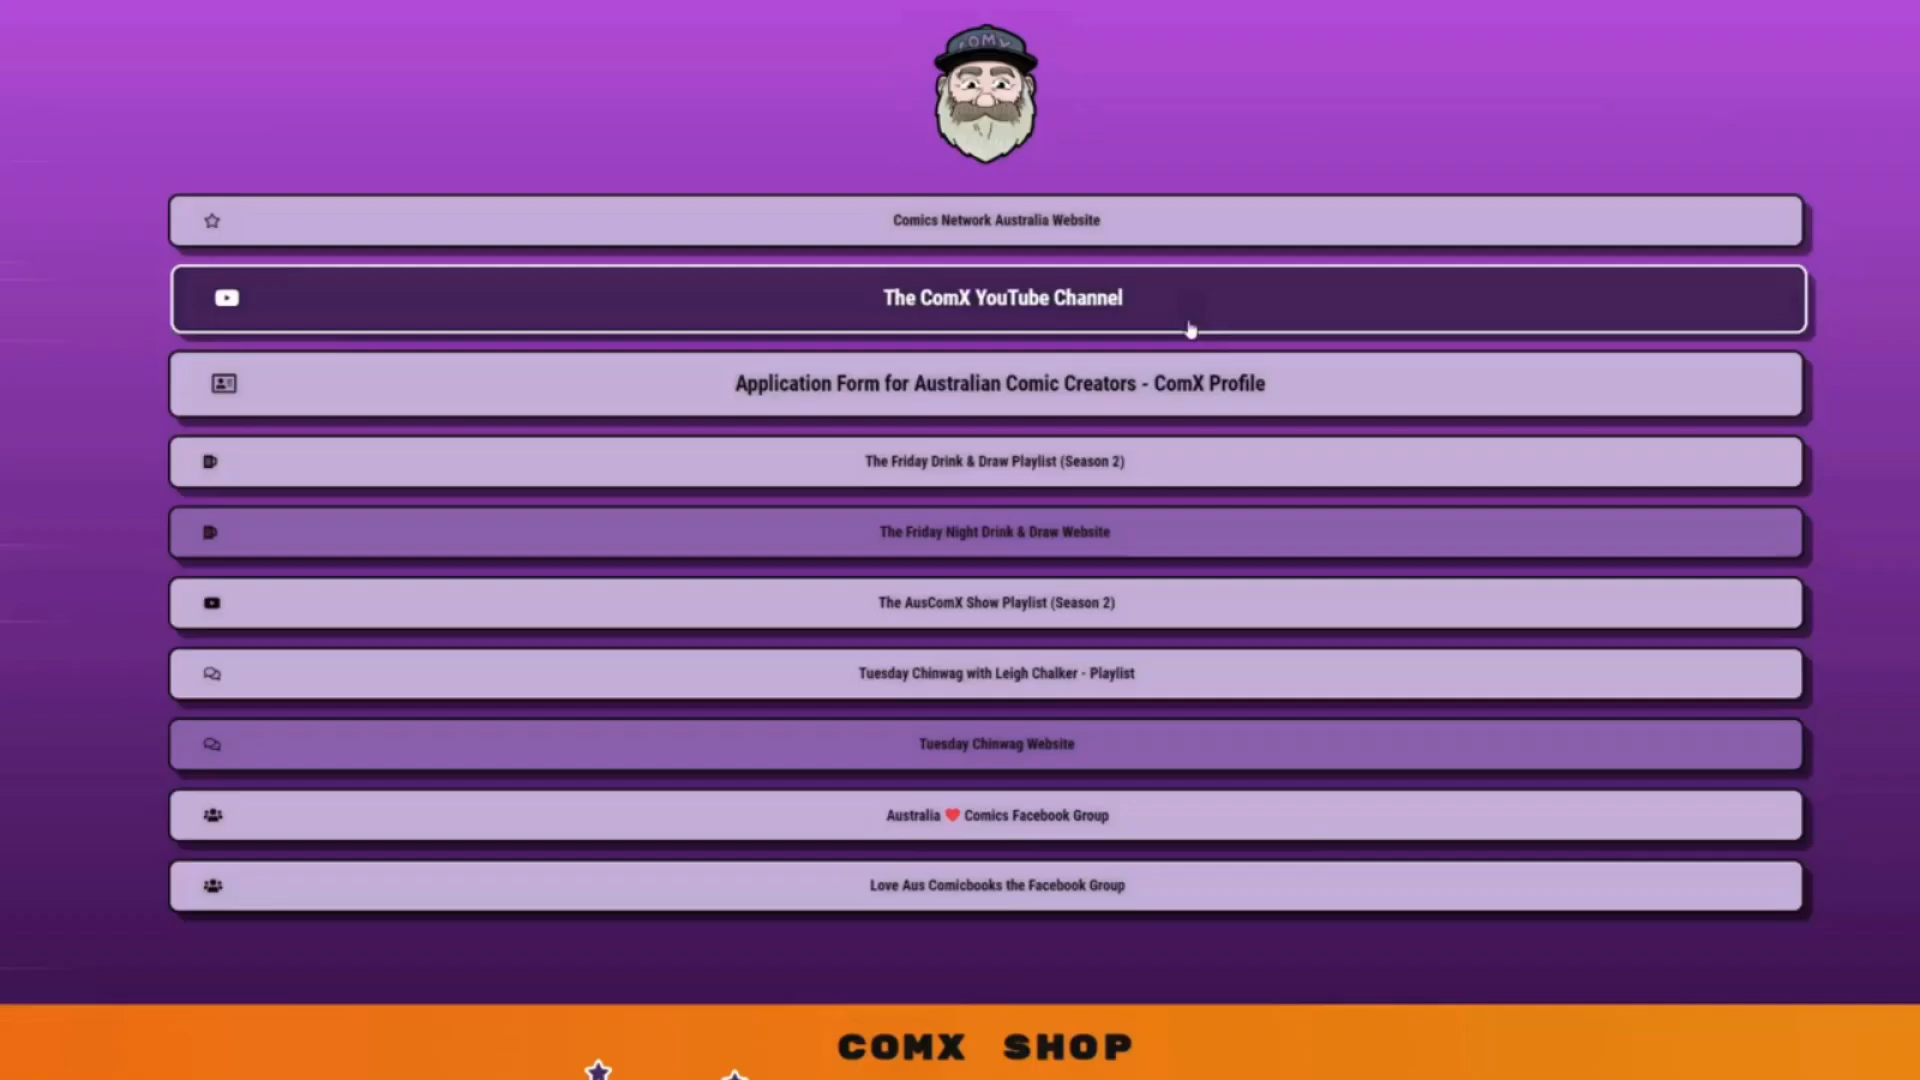 COMX
Comics Network Australia Website
The ComX YouTube Channel
Application Form for Australian Comic Creators - ComX Profile
The Friday Drink & Draw Playlist (Season 2)
The Friday Night Drink & Draw Website
The AusComX Show Playlist (Season 2)
Tuesday Chinwag with Leigh Chalker - Playlist
Tuesday Chinwag Website
Australia ❤️ Comics Facebook Group
Love Aus Comicbooks the Facebook Group
COMX SHOP